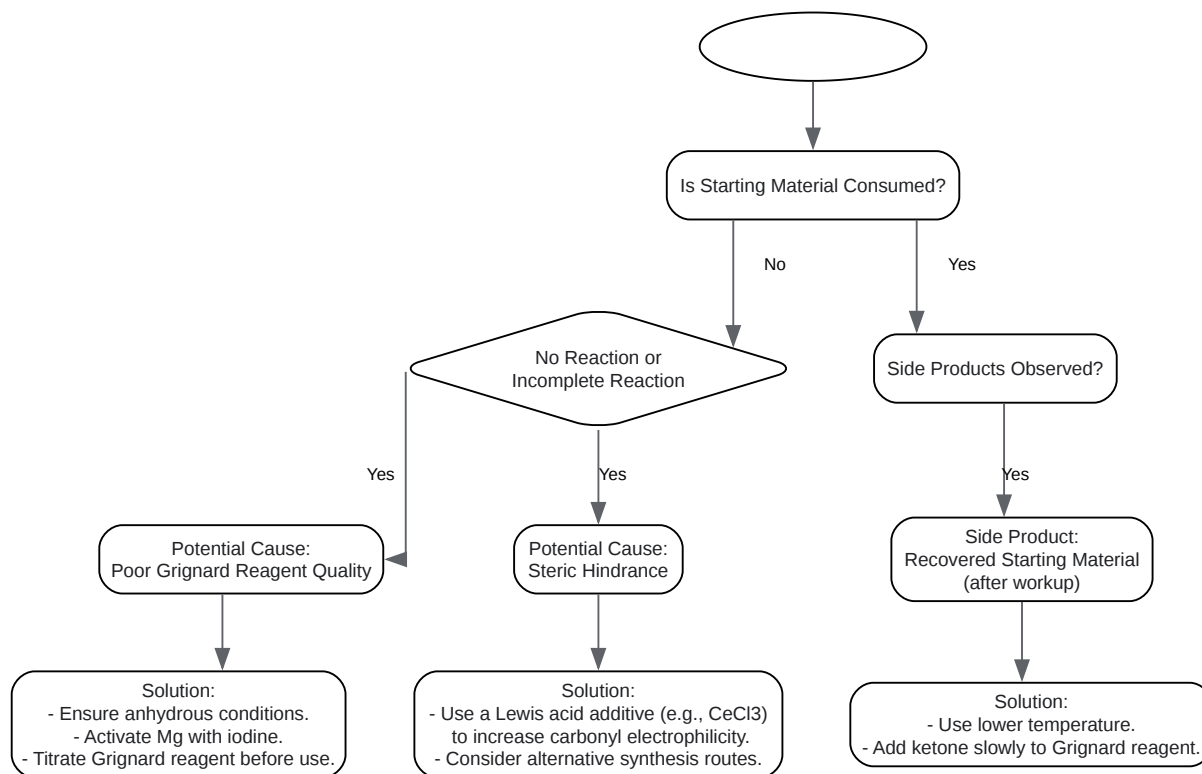 Is Starting Material Consumed?
No
Yes
No Reaction or
Incomplete Reaction
Side Products Observed?
Yes
Yes
Yes
Potential Cause:
Poor Grignard Reagent Quality
Potential Cause:
Steric Hindrance
Side Product:
Recovered Starting Material
(after workup)
Solution:
- Ensure anhydrous conditions.
- Activate Mg with iodine.
- Titrate Grignard reagent before use.
Solution:
- Use a Lewis acid additive (e.g., CeCl3)
to increase carbonyl electrophilicity.
- Consider alternative synthesis routes.
Solution:
- Use lower temperature.
- Add ketone slowly to Grignard reagent.